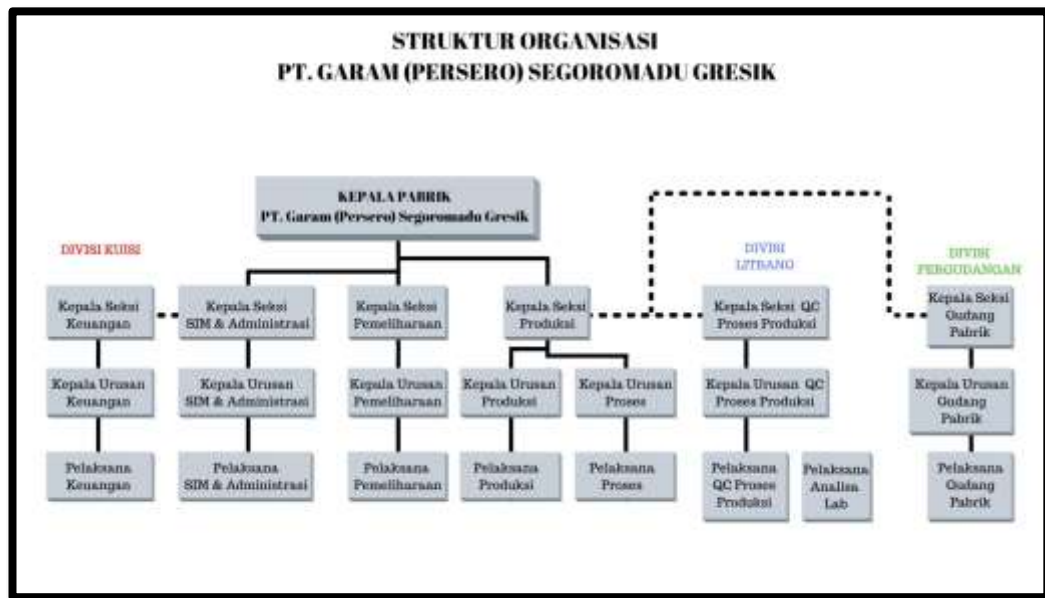 STRUKTUR ORGANISASI
PT. GARAM (PERSERO) SEGOROMADU GRESIK
KEPALA PABRIK
PT. Garam (Persero) Segoromadu Gresik
DIVISI KUISI
DIVISI
LITBANG
DIVISI
PERGUDANGAN
Kepala Seksi
Keuangan
Kepala Seksi
SIM & Administrasi
Kepala Seksi
Pemeliharaan
Kepala Seksi
Produksi
Kepala Seksi QC
Proses Produksi
Kepala Seksi
Gudang
Pabrik
Kepala Urusan
Keuangan
Kepala Urusan
SIM & Administrasi
Kepala Urusan
Pemeliharaan
Kepala Urusan
Produksi
Kepala Urusan
Proses
Kepala Urusan QC
Proses Produksi
Kepala Urusan
Gudang
Pabrik
Pelaksana
Keuangan
Pelaksana
SIM & Administrasi
Pelaksana
Pemeliharaan
Pelaksana
Produksi
Pelaksana
Proses
Pelaksana
QC Proses
Produksi
Pelaksana
Analisa
Lab
Pelaksana
Gudang
Pabrik